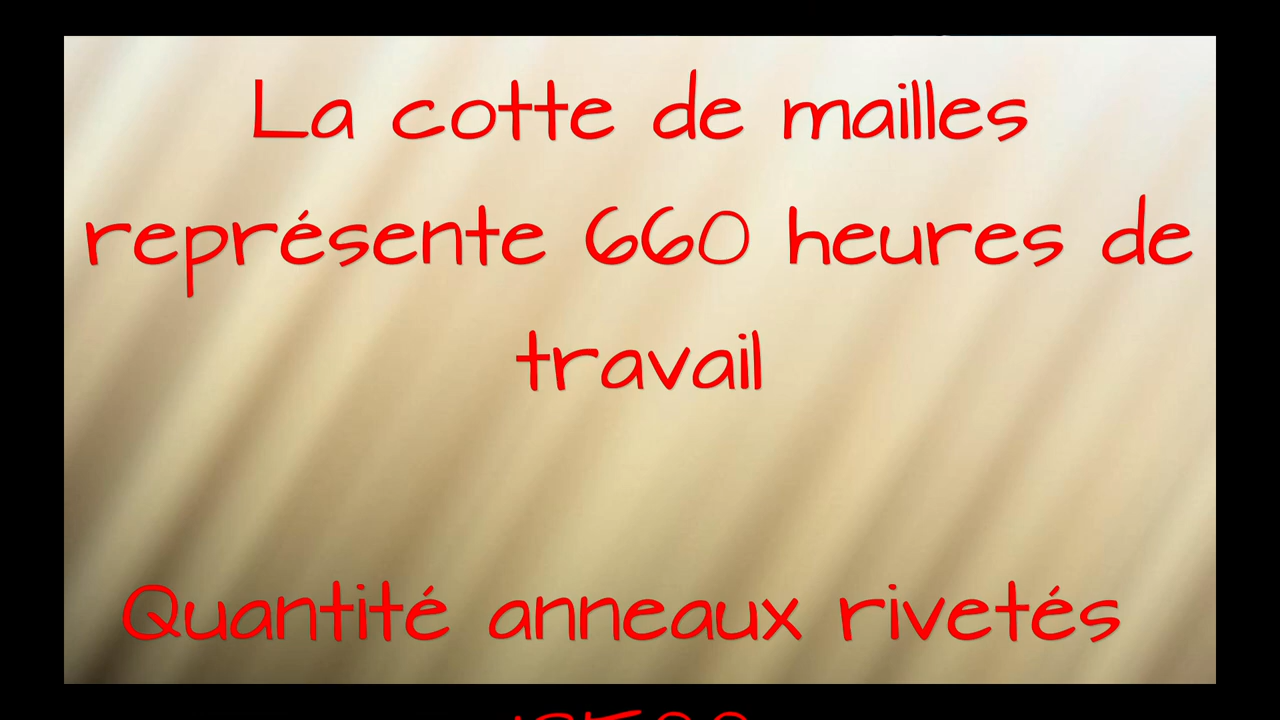 La cotte de mailles
représente 660 heures de
travail
Quantité anneaux rivetés